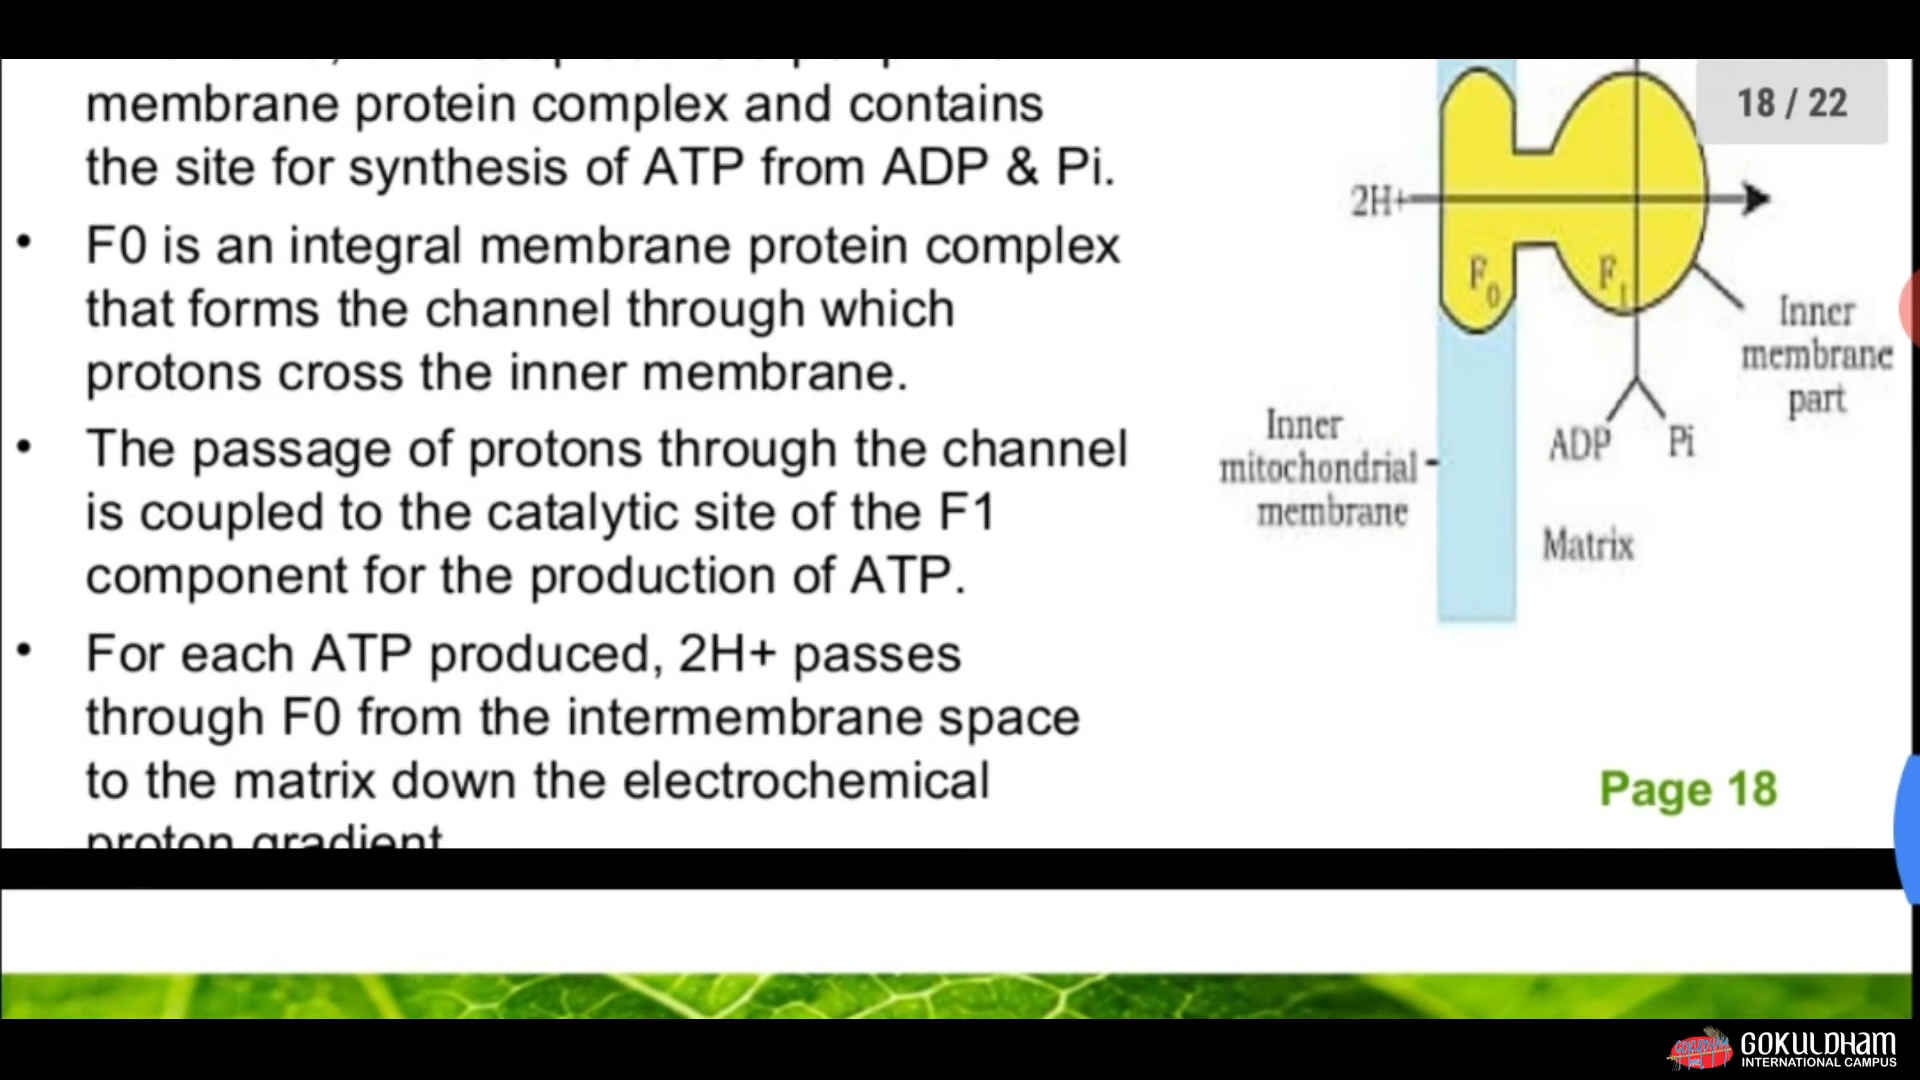 membrane protein complex and contains
the site for synthesis of ATP from ADP & Pi.
• F0 is an integral membrane protein complex
that forms the channel through which
protons cross the inner membrane.
• The passage of protons through the channel
is coupled to the catalytic site of the F1
component for the production of ATP.
• For each ATP produced, 2H+ passes
through F0 from the intermembrane space
to the matrix down the electrochemical
proton gradient
18 / 22
2H+
F0
F1
Inner
membrane
part
ADP Pi
Inner
mitochondrial
membrane
Matrix
Page 18
GOKULDHAM
INTERNATIONAL CAMPUS